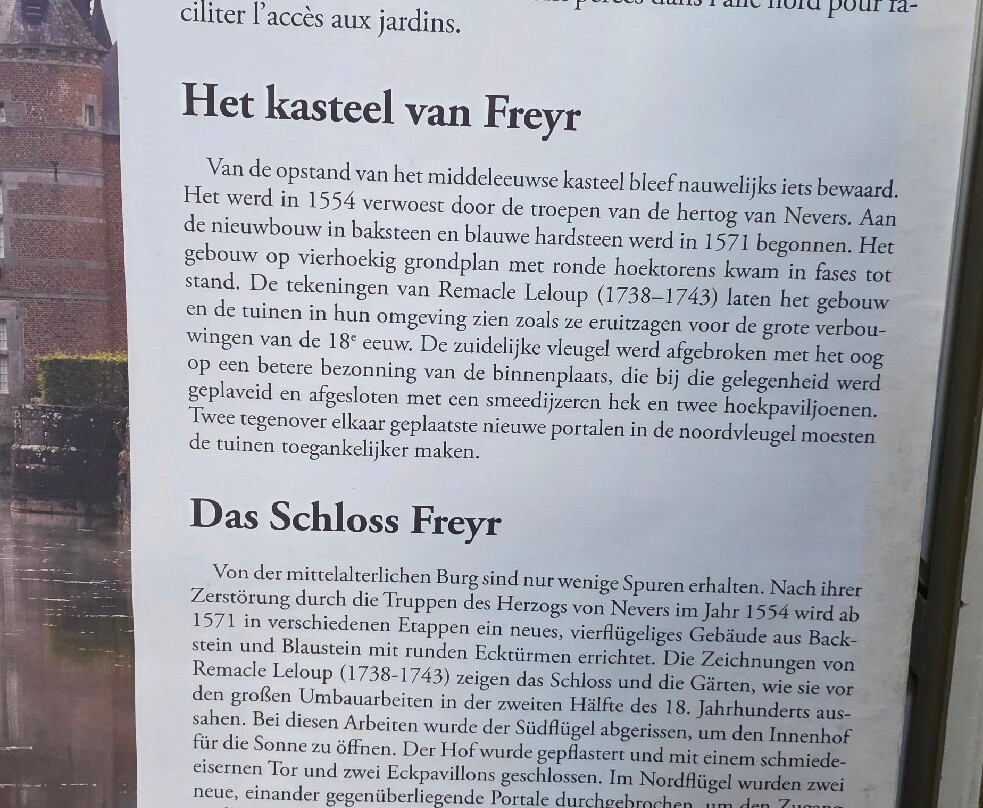 dans l'aile nord pour fa-
ciliter l'accès aux jardins.
Het kasteel van Freyr
Van de opstand van het middeleeuwse kasteel bleef nauwelijks iets bewaard.
Het werd in 1554 verwoest door de troepen van de hertog van Nevers. Aan
de nieuwbouw in baksteen en blauwe hardsteen werd in 1571 begonnen. Het
gebouw op vierhoekig grondplan met ronde hoektorens kwam in fases tot
stand. De tekeningen van Remacle Leloup (1738–1743) laten het gebouw
en de tuinen in hun omgeving zien zoals ze eruitzagen voor de grote verbou-
wingen van de 18e eeuw. De zuidelijke vleugel werd afgebroken met het oog
op een betere bezonning van de binnenplaats, die bij die gelegenheid werd
geplaveid en afgesloten met een smeedijzeren hek en twee hoekpaviljoenen.
Twee tegenover elkaar geplaatste nieuwe portalen in de noordvleugel moesten
de tuinen toegankelijker maken.
Das Schloss Freyr
Von der mittelalterlichen Burg sind nur wenige Spuren erhalten. Nach ihrer
Zerstörung durch die Truppen des Herzogs von Nevers im Jahr 1554 wird ab
1571 in verschiedenen Etappen ein neues, vierflügeliges Gebäude aus Back-
stein und Blaustein mit runden Ecktürmen errichtet. Die Zeichnungen von
Remacle Leloup (1738-1743) zeigen das Schloss und die Gärten, wie sie vor
den großen Umbauarbeiten in der zweiten Hälfte des 18. Jahrhunderts aus-
sahen. Bei diesen Arbeiten wurde der Südflügel abgerissen, um den Innenhof
für die Sonne zu öffnen. Der Hof wurde gepflastert und mit einem schmiede-
eisernen Tor und zwei Eckpavillons geschlossen. Im Nordflügel wurden zwei
neue, einander gegenüberliegende Portale durchgebrochen, um den Zugang